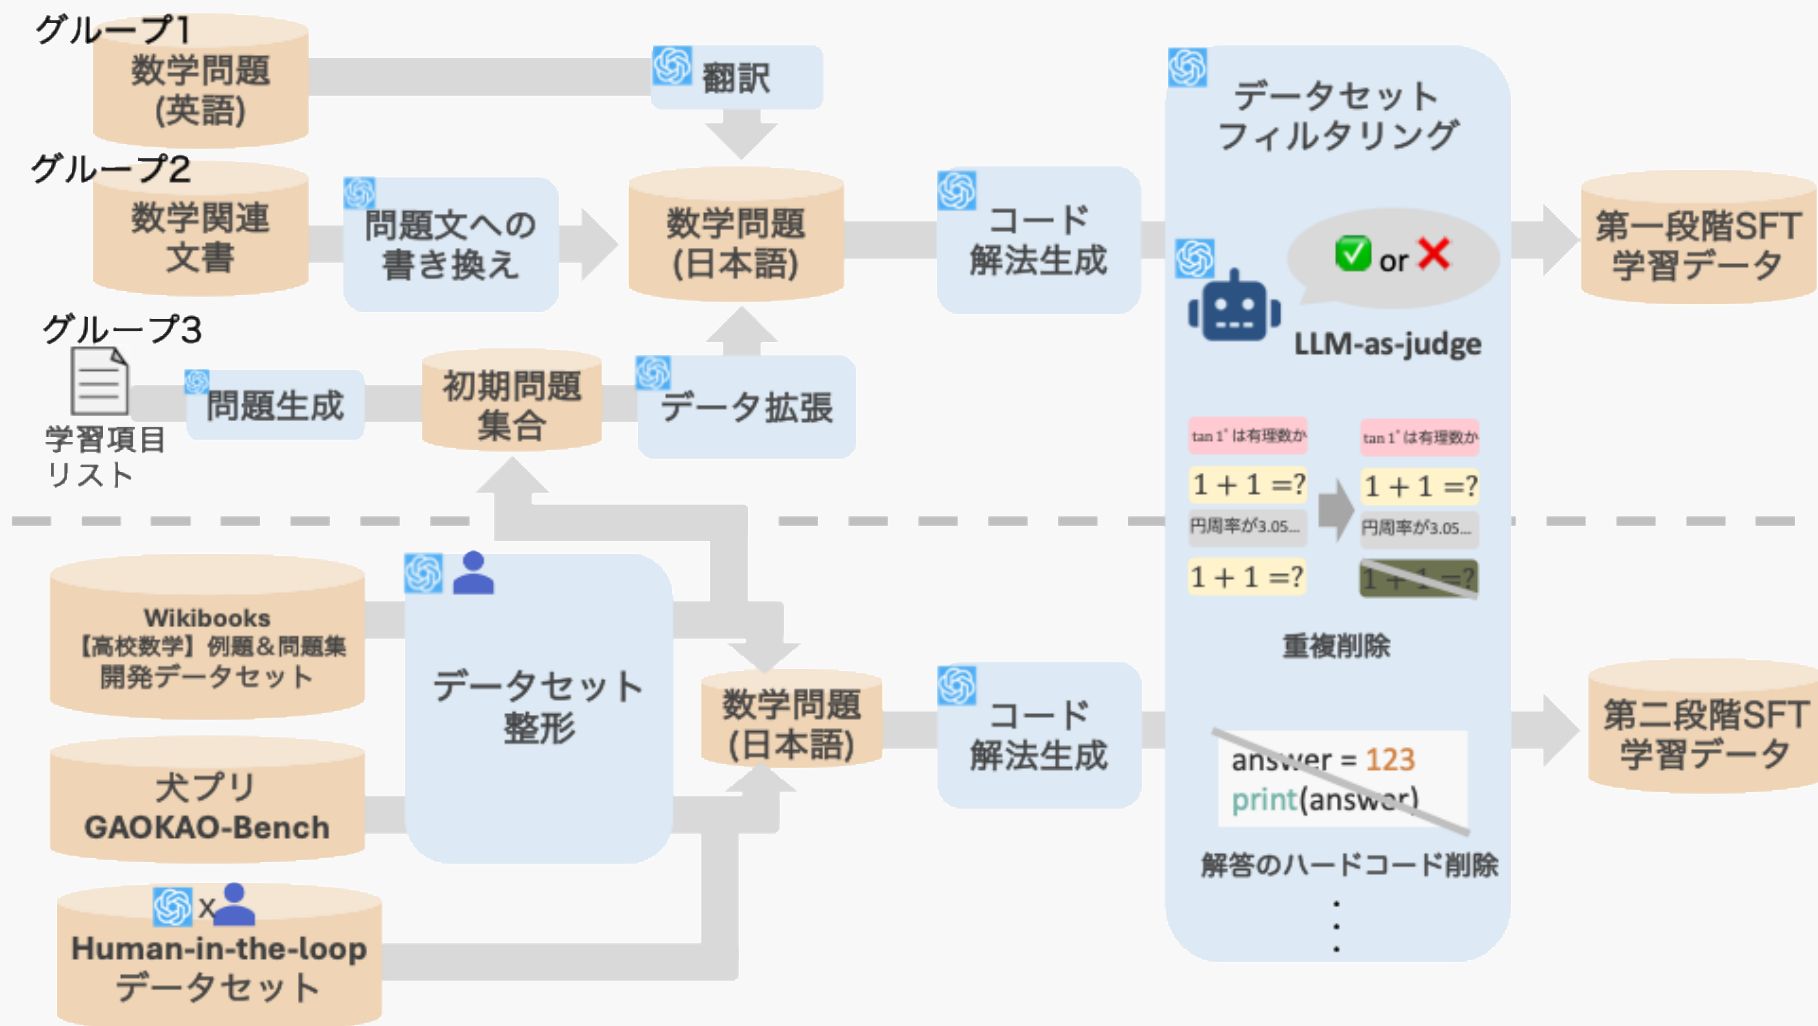 グループ1
数学問題
(英語)
翻訳
グループ2
数学関連
文書
問題文への
書き換え
数学問題
(日本語)
コード
解法生成
グループ3
学習項目
リスト
問題生成
初期問題
集合
データ拡張
データセット
フィルタリング
✅ or ❌
LLM-as-judge
tan 1°は有理数か
1 + 1 =?
円周率が3.05...
1 + 1 =?
tan 1°は有理数か
1 + 1 =?
円周率が3.05...
1 + 1 =?
重複削除
answer = 123
print(answer)
解答のハードコード削除
第一段階SFT
学習データ
Wikibooks
【高校数学】例題＆問題集
開発データセット
犬プリ
GAOKAO-Bench
x
Human-in-the-loop
データセット
データセット
整形
数学問題
(日本語)
コード
解法生成
第二段階SFT
学習データ